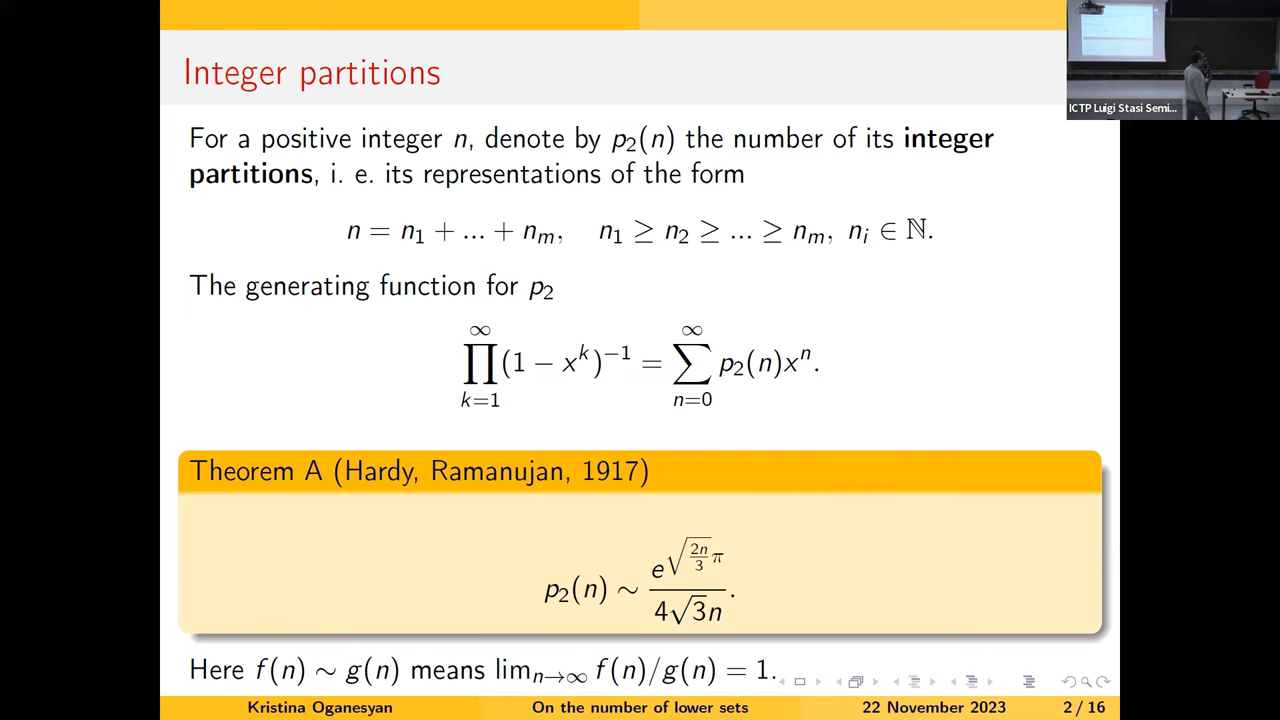 Integer partitions
ICTP Luigi Stasi Semi...
For a positive integer n, denote by p₂(n) the number of its integer
partitions, i. e. its representations of the form
n = n₁ + ... + nₘ, n₁ ≥ n₂ ≥ ... ≥ nₘ, nᵢ ∈ ℕ.
The generating function for p₂
∏_{k=1}^{∞} (1 − x^k)^{−1} = ∑_{n=0}^{∞} p₂(n)x^n.
Theorem A (Hardy, Ramanujan, 1917)
p₂(n) ∼ e^{√(2n/3) π} / (4√3n).
Here f(n) ∼ g(n) means lim_{n→∞} f(n)/g(n) = 1.
Kristina Oganesyan On the number of lower sets 22 November 2023 2 / 16